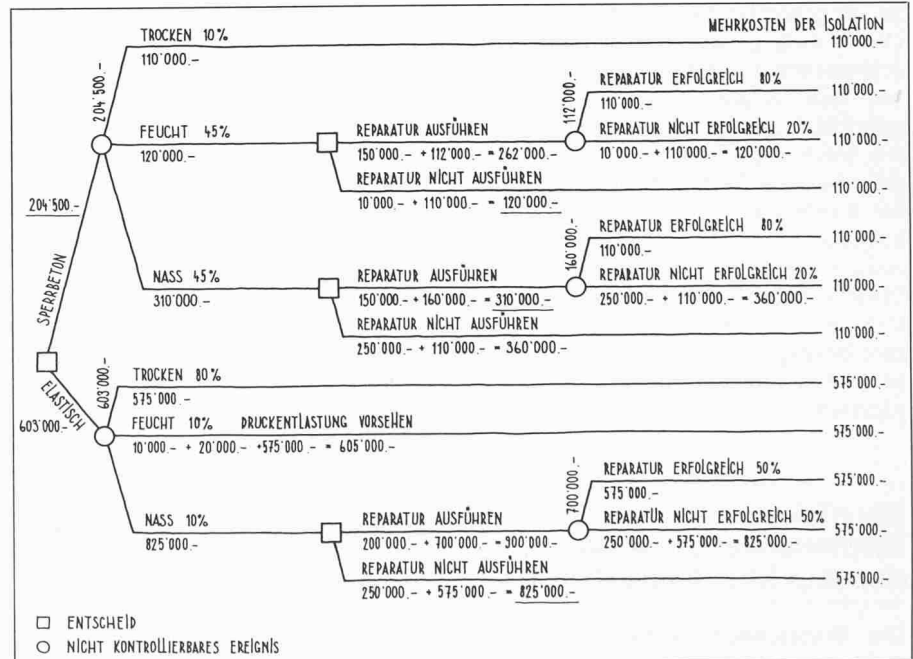 MEHRKOSTEN DER ISOLATION
TROCKEN 10% 110'000.-
110'000.-
204'500.-
REPARATUR ERFOLGREICH 80% 110'000.-
110'000.-
112'000.-
FEUCHT 45% REPARATUR AUSFÜHREN REPARATUR NICHT ERFOLGREICH 20% 110'000.-
120'000.- 150'000.- + 112'000.- = 262'000.- 10'000.- + 110'000.- = 120'000.-
REPARATUR NICHT AUSFÜHREN 110'000.-
10'000.- + 110'000.- = 120'000.-
204'500.-
SPERRBETON
REPARATUR ERFOLGREICH 80% 110'000.-
110'000.-
160'000.-
NASS 45% REPARATUR AUSFÜHREN REPARATUR NICHT ERFOLGREICH 20% 110'000.-
310'000.- 150'000.- + 160'000.- = 310'000.- 250'000.- + 110'000.- = 360'000.-
REPARATUR NICHT AUSFÜHREN 110'000.-
250'000.- + 110'000.- = 360'000.-
ELASTISCH
603'000.-
603'000.-
TROCKEN 80% 575'000.-
575'000.-
FEUCHT 10% DRUCKENTLASTUNG VORSEHEN 575'000.-
10'000.- + 20'000.- +575'000.- = 605'000.-
REPARATUR ERFOLGREICH 50% 575'000.-
575'000.-
700'000.-
NASS 10% REPARATUR AUSFÜHREN REPARATUR NICHT ERFOLGREICH 50% 575'000.-
825'000.- 200'000.- + 700'000.- = 300'000.- 250'000.- + 575'000.- = 825'000.-
REPARATUR NICHT AUSFÜHREN 575'000.-
250'000.- + 575'000.- = 825'000.-
ENTSCHEID
NICHT KONTROLLIERBARES EREIGNIS